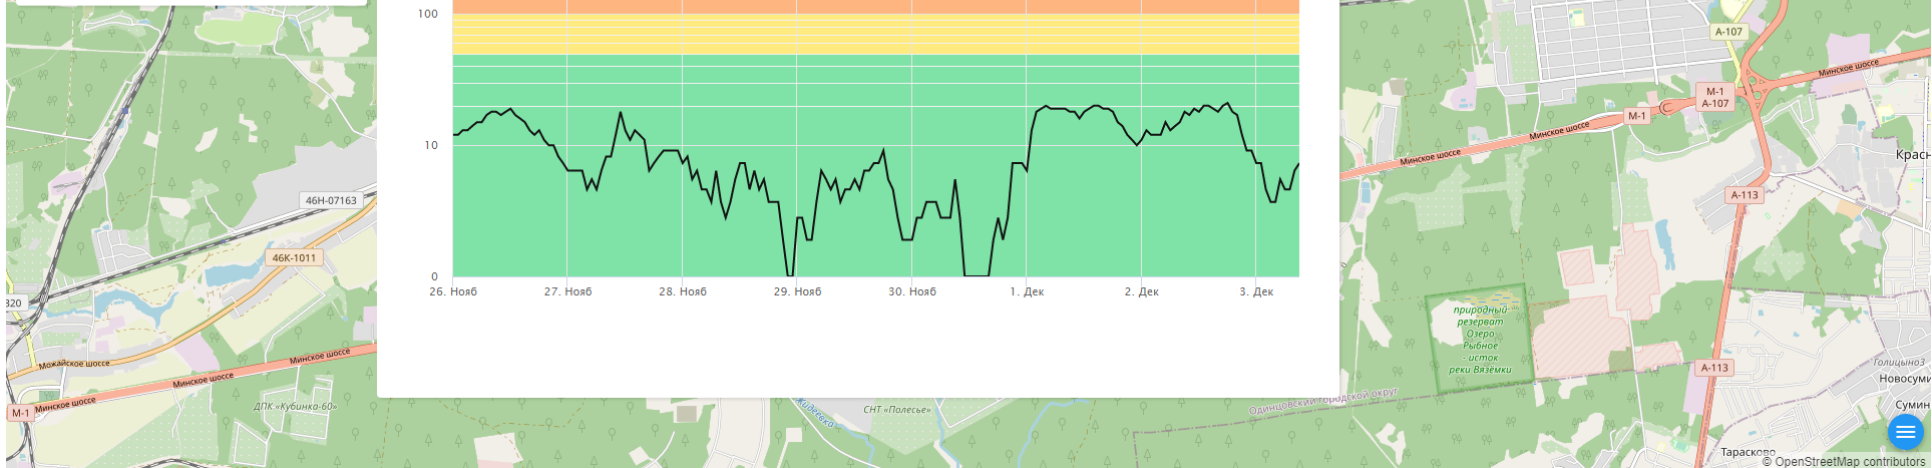 100
10
0
26. Нояб
27. Нояб
28. Нояб
29. Нояб
30. Нояб
1. Дек
2. Дек
3. Дек
46Н-07163
46К-1011
320
Можайское шоссе
Минское шоссе
Минское шоссе
M-1
Минское шоссе
ДПК «Кубинка-60»
СНТ «Полесье»
А-107
Минское шоссе
М-1
А-107
М-1
Минское шоссе
Минское шоссе
Красн
А-113
природный
резерват
Озеро
Рыбное
- исток
реки Вязёмки
А-113
Голицыно3
Новосуми
Сумин
Одинцовский городской округ
Тарасково
© OpenStreetMap contributors